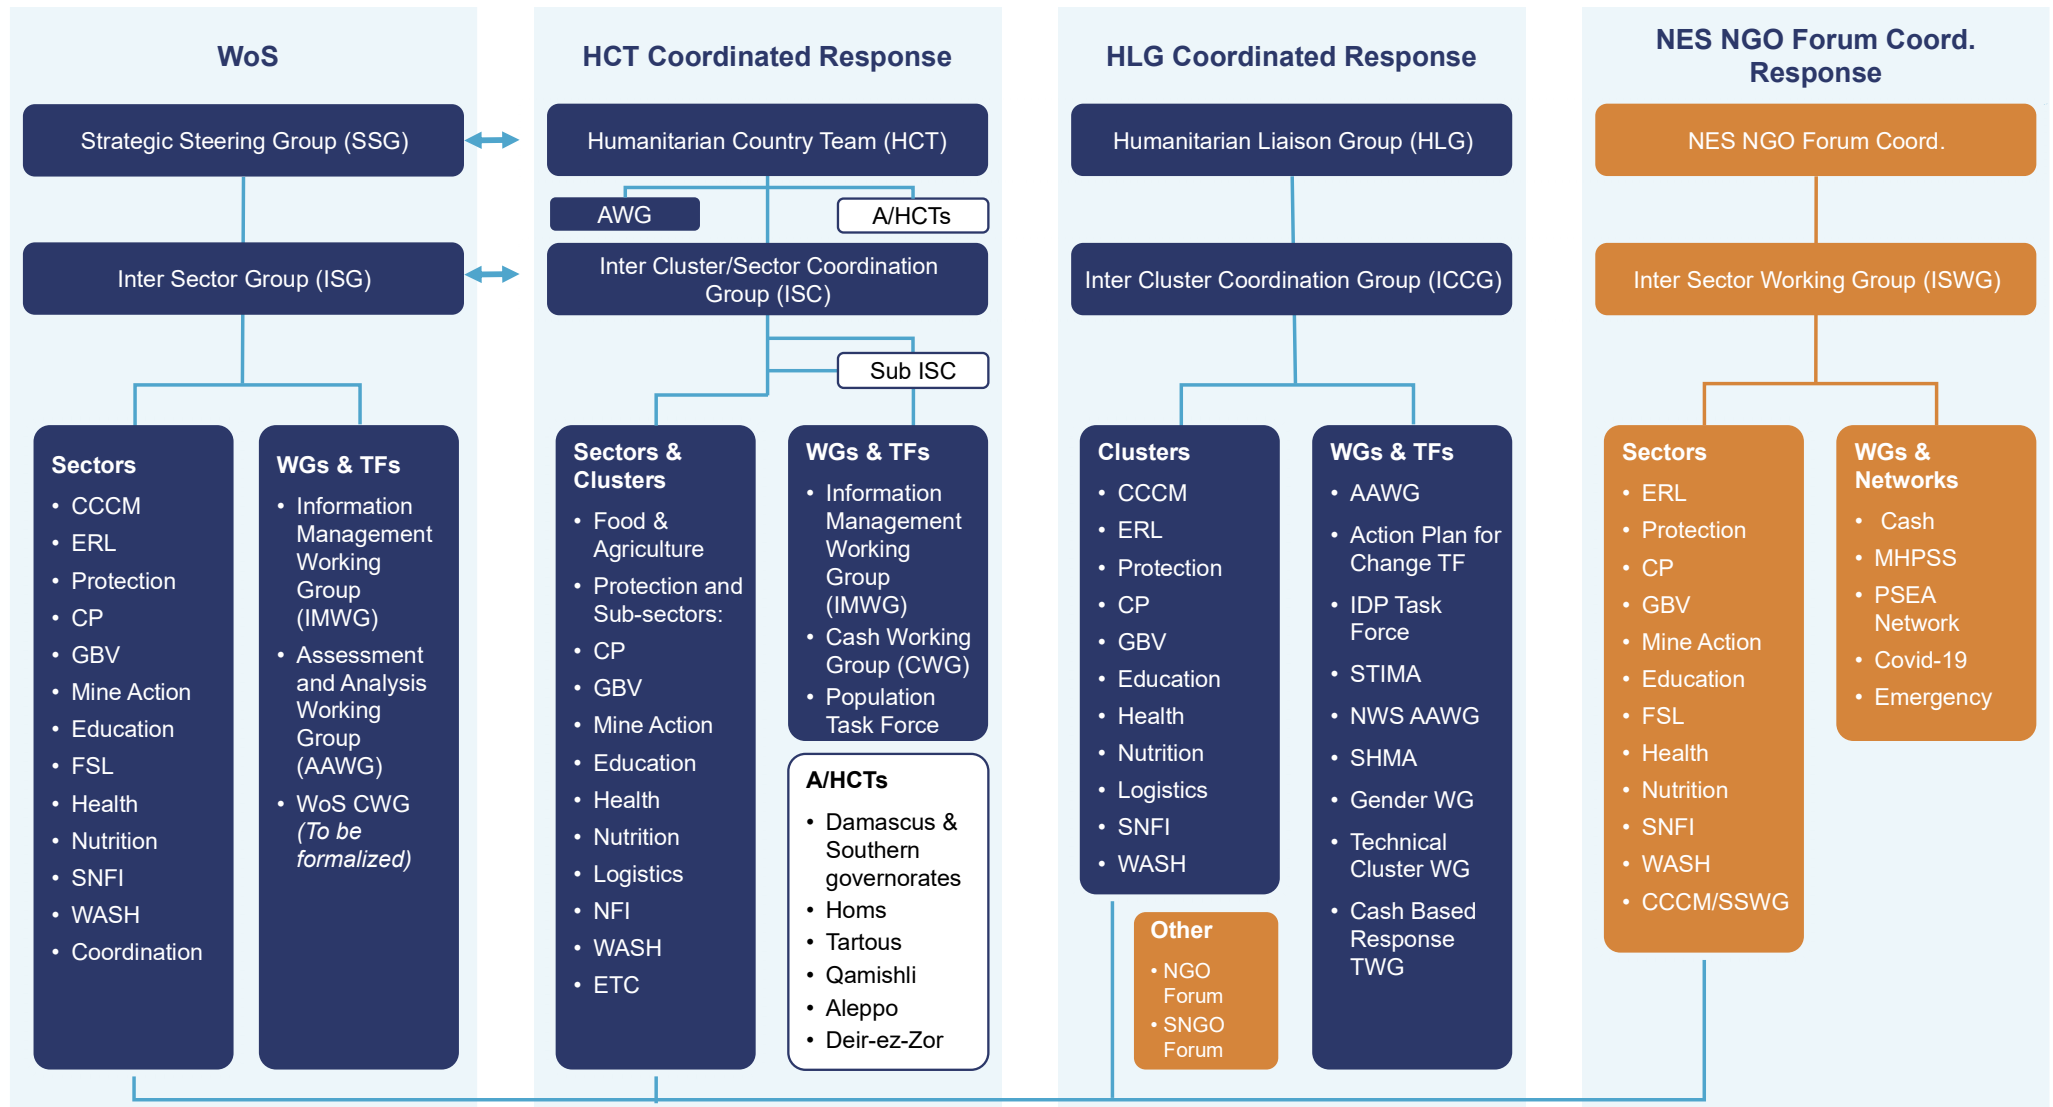 WoS
Strategic Steering Group (SSG)
Inter Sector Group (ISG)
Sectors
• CCCM
• ERL
• Protection
• CP
• GBV
• Mine Action
• Education
• FSL
• Health
• Nutrition
• SNFI
• WASH
• Coordination
WGs & TFs
• Information
Management
Working
Group
(IMWG)
• Assessment
and Analysis
Working
Group
(AAWG)
• WoS CWG
(To be
formalized)
HCT Coordinated Response
Humanitarian Country Team (HCT)
AWG
A/HCTs
Inter Cluster/Sector Coordination
Group (ISC)
Sub ISC
Sectors &
Clusters
• Food &
Agriculture
• Protection and
Sub-sectors:
• CP
• GBV
• Mine Action
• Education
• Health
• Nutrition
• Logistics
• NFI
• WASH
• ETC
WGs & TFs
• Information
Management
Working
Group
(IMWG)
• Cash Working
Group (CWG)
• Population
Task Force
A/HCTs
• Damascus &
Southern
governorates
• Homs
• Tartous
• Qamishli
• Aleppo
• Deir-ez-Zor
HLG Coordinated Response
Humanitarian Liaison Group (HLG)
Inter Cluster Coordination Group (ICCG)
Clusters
• CCCM
• ERL
• Protection
• CP
• GBV
• Education
• Health
• Nutrition
• Logistics
• SNFI
• WASH
Other
• NGO
Forum
• SNGO
Forum
WGs & TFs
• AAWG
• Action Plan for
Change TF
• IDP Task
Force
• STIMA
• NWS AAWG
• SHMA
• Gender WG
• Technical
Cluster WG
• Cash Based
Response
TWG
NES NGO Forum Coord.
Response
NES NGO Forum Coord.
Inter Sector Working Group (ISWG)
Sectors
• ERL
• Protection
• CP
• GBV
• Mine Action
• Education
• FSL
• Health
• Nutrition
• SNFI
• WASH
• CCCM/SSWG
WGs &
Networks
• Cash
• MHPSS
• PSEA
Network
• Covid-19
• Emergency